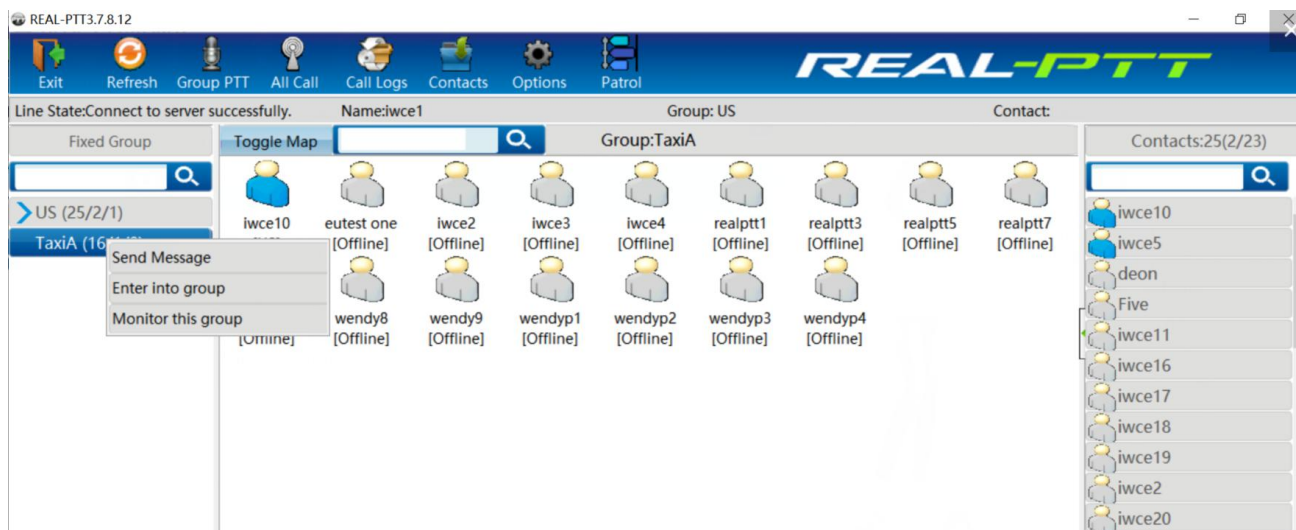 REAL-PTT3.7.8.12
Exit Refresh Group PTT All Call Call Logs Contacts Options Patrol REAL-PTT
Line State:Connect to server successfully. Name:iwce1 Group: US Contact:
Fixed Group Toggle Map Group:TaxiA Contacts:25(2/23)
US (25/2/1)
TaxiA (16
Send Message
Enter into group
Monitor this group
iwce10 eutest one iwce2 iwce3 iwce4 realptt1 realptt3 realptt5 realptt7
[Offline] [Offline] [Offline] [Offline] [Offline] [Offline] [Offline] [Offline]
wendy8 wendy9 wendyp1 wendyp2 wendyp3 wendyp4
[Offline] [Offline] [Offline] [Offline] [Offline] [Offline] [Offline]
iwce10
iwce5
deon
Five
iwce11
iwce16
iwce17
iwce18
iwce19
iwce2
iwce20